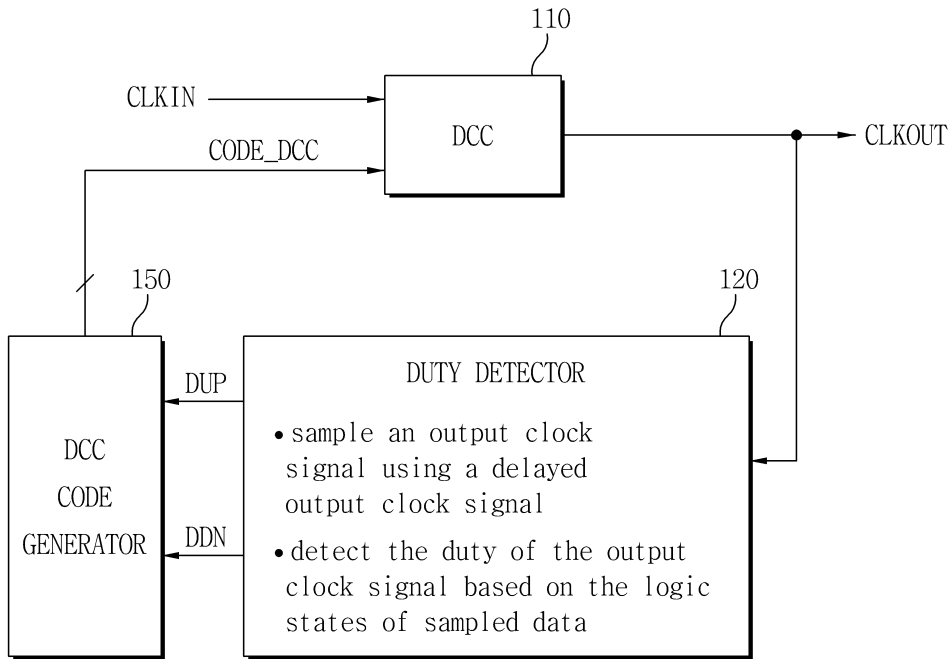 110
CLKIN
DCC
CLKOUT
CODE_DCC
150
120
DUTY DETECTOR
DUP
• sample an output clock
signal using a delayed
output clock signal
DCC
CODE
GENERATOR
DDN
• detect the duty of the output
clock signal based on the logic
states of sampled data